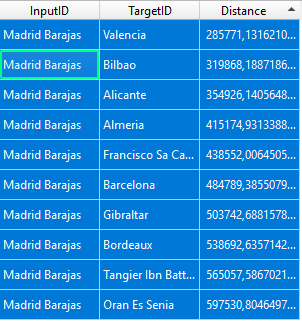 InputID TargetID Distance
Madrid Barajas Valencia 285771,1316210...
Madrid Barajas Bilbao 319868,1887186...
Madrid Barajas Alicante 354926,1405648...
Madrid Barajas Almeria 415174,9313388...
Madrid Barajas Francisco Sa Ca... 438552,0064505...
Madrid Barajas Barcelona 484789,3855079...
Madrid Barajas Gibraltar 503742,6881578...
Madrid Barajas Bordeaux 538692,6357142...
Madrid Barajas Tangier Ibn Batt... 565057,5867021...
Madrid Barajas Oran Es Senia 597530,8046497...